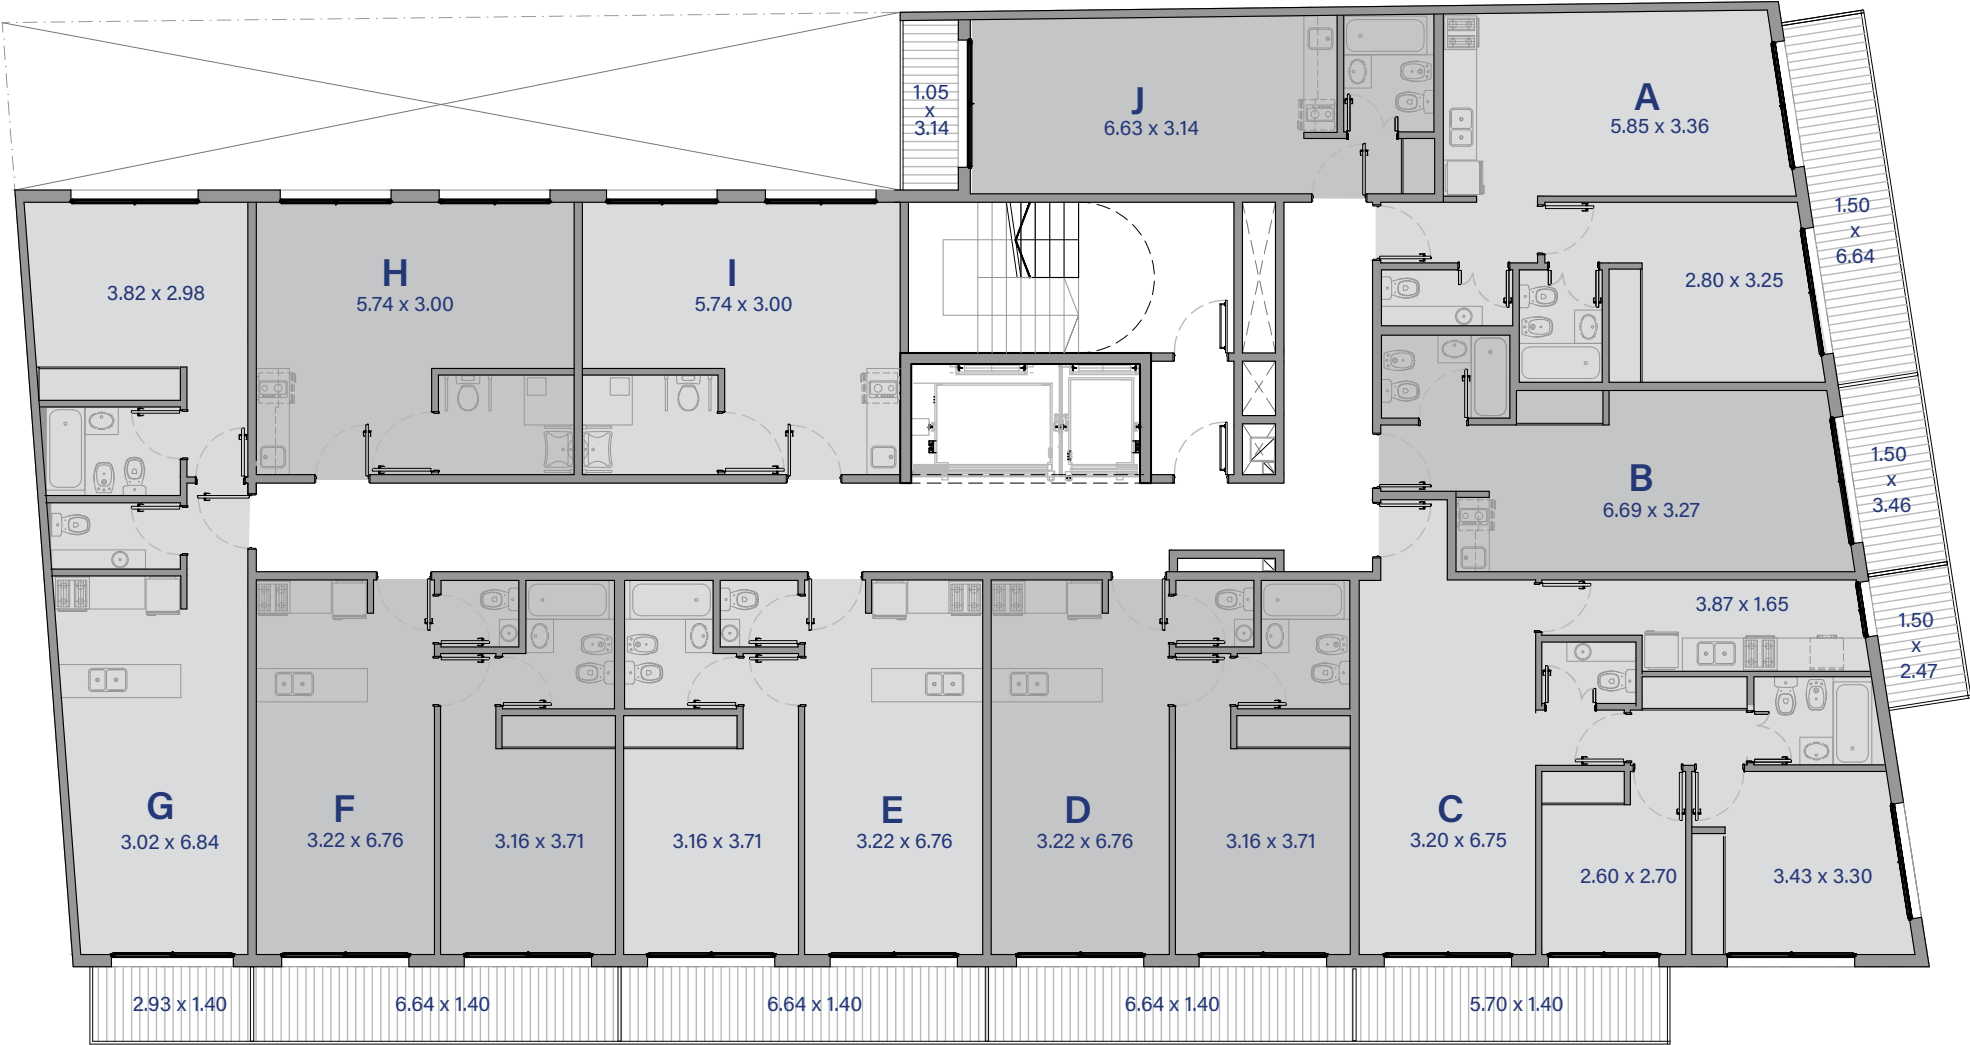 1.05
x
3.14
J
6.63 x 3.14
A
5.85 x 3.36
1.50
x
6.64
3.82 x 2.98
H
5.74 x 3.00
I
5.74 x 3.00
2.80 x 3.25
B
6.69 x 3.27
1.50
x
3.46
3.87 x 1.65
1.50
x
2.47
G
3.02 x 6.84
F
3.22 x 6.76
3.16 x 3.71
3.16 x 3.71
E
3.22 x 6.76
D
3.22 x 6.76
3.16 x 3.71
C
3.20 x 6.75
2.60 x 2.70
3.43 x 3.30
2.93 x 1.40
6.64 x 1.40
6.64 x 1.40
6.64 x 1.40
5.70 x 1.40